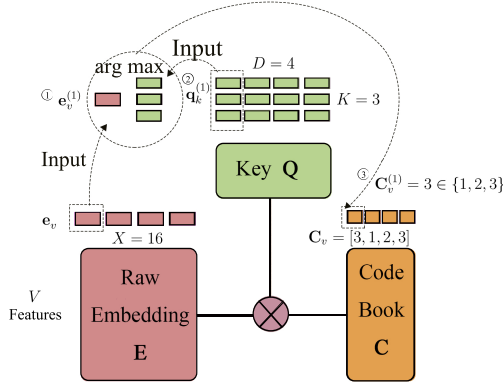 Input
D = 4
arg max
① e_v^{(1)}
② q_k^{(1)}
K = 3
Input
Key Q
③ C_v^{(1)} = 3 ∈ {1, 2, 3}
e_v
X = 16
C_v = [3, 1, 2, 3]
V
Features
Raw
Embedding
E
Code
Book
C